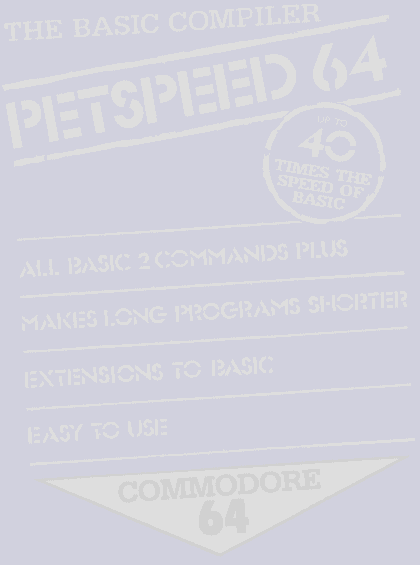 THE BASIC COMPILER
PETSPEED 64
UP TO
40
TIMES THE
SPEED OF
BASIC
ALL BASIC 2 COMMANDS PLUS
MAKES LONG PROGRAMS SHORTER
EXTENSIONS TO BASIC
EASY TO USE
COMMODORE
64